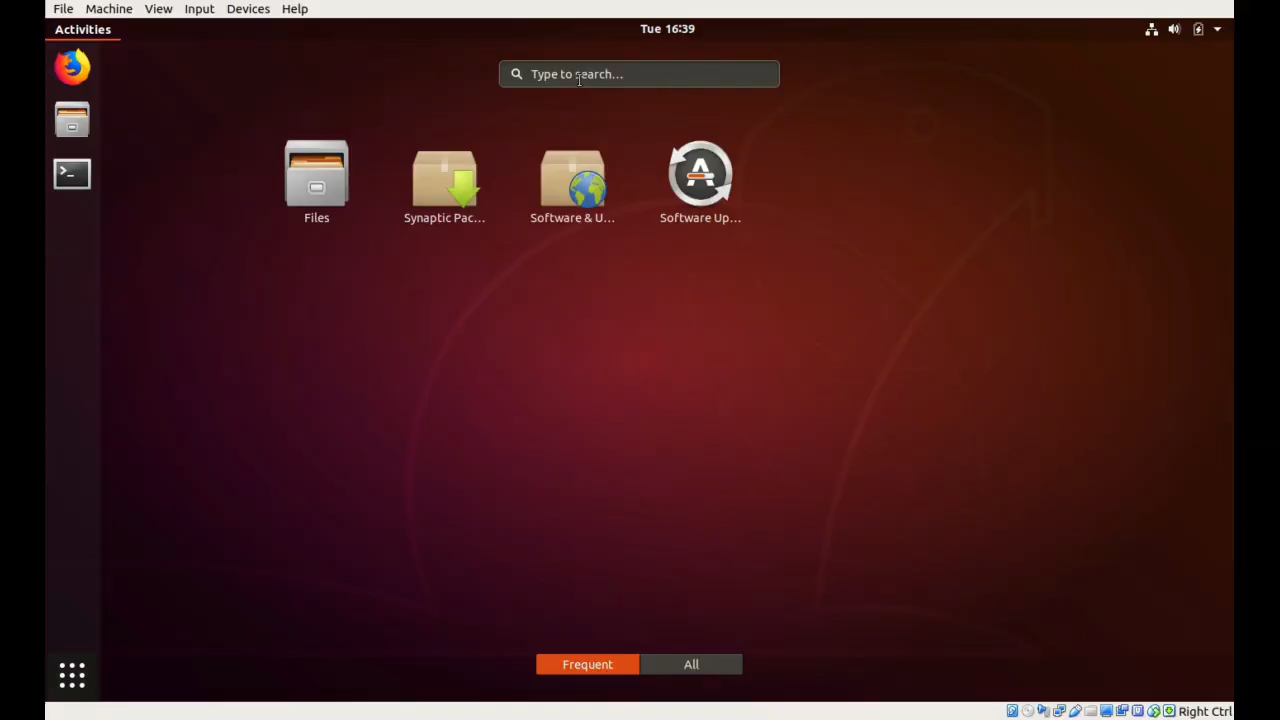 File Machine View Input Devices Help
Activities Tue 16:39
Type to search...
Files Synaptic Pac... Software & U... Software Up...
Frequent All
Right Ctrl